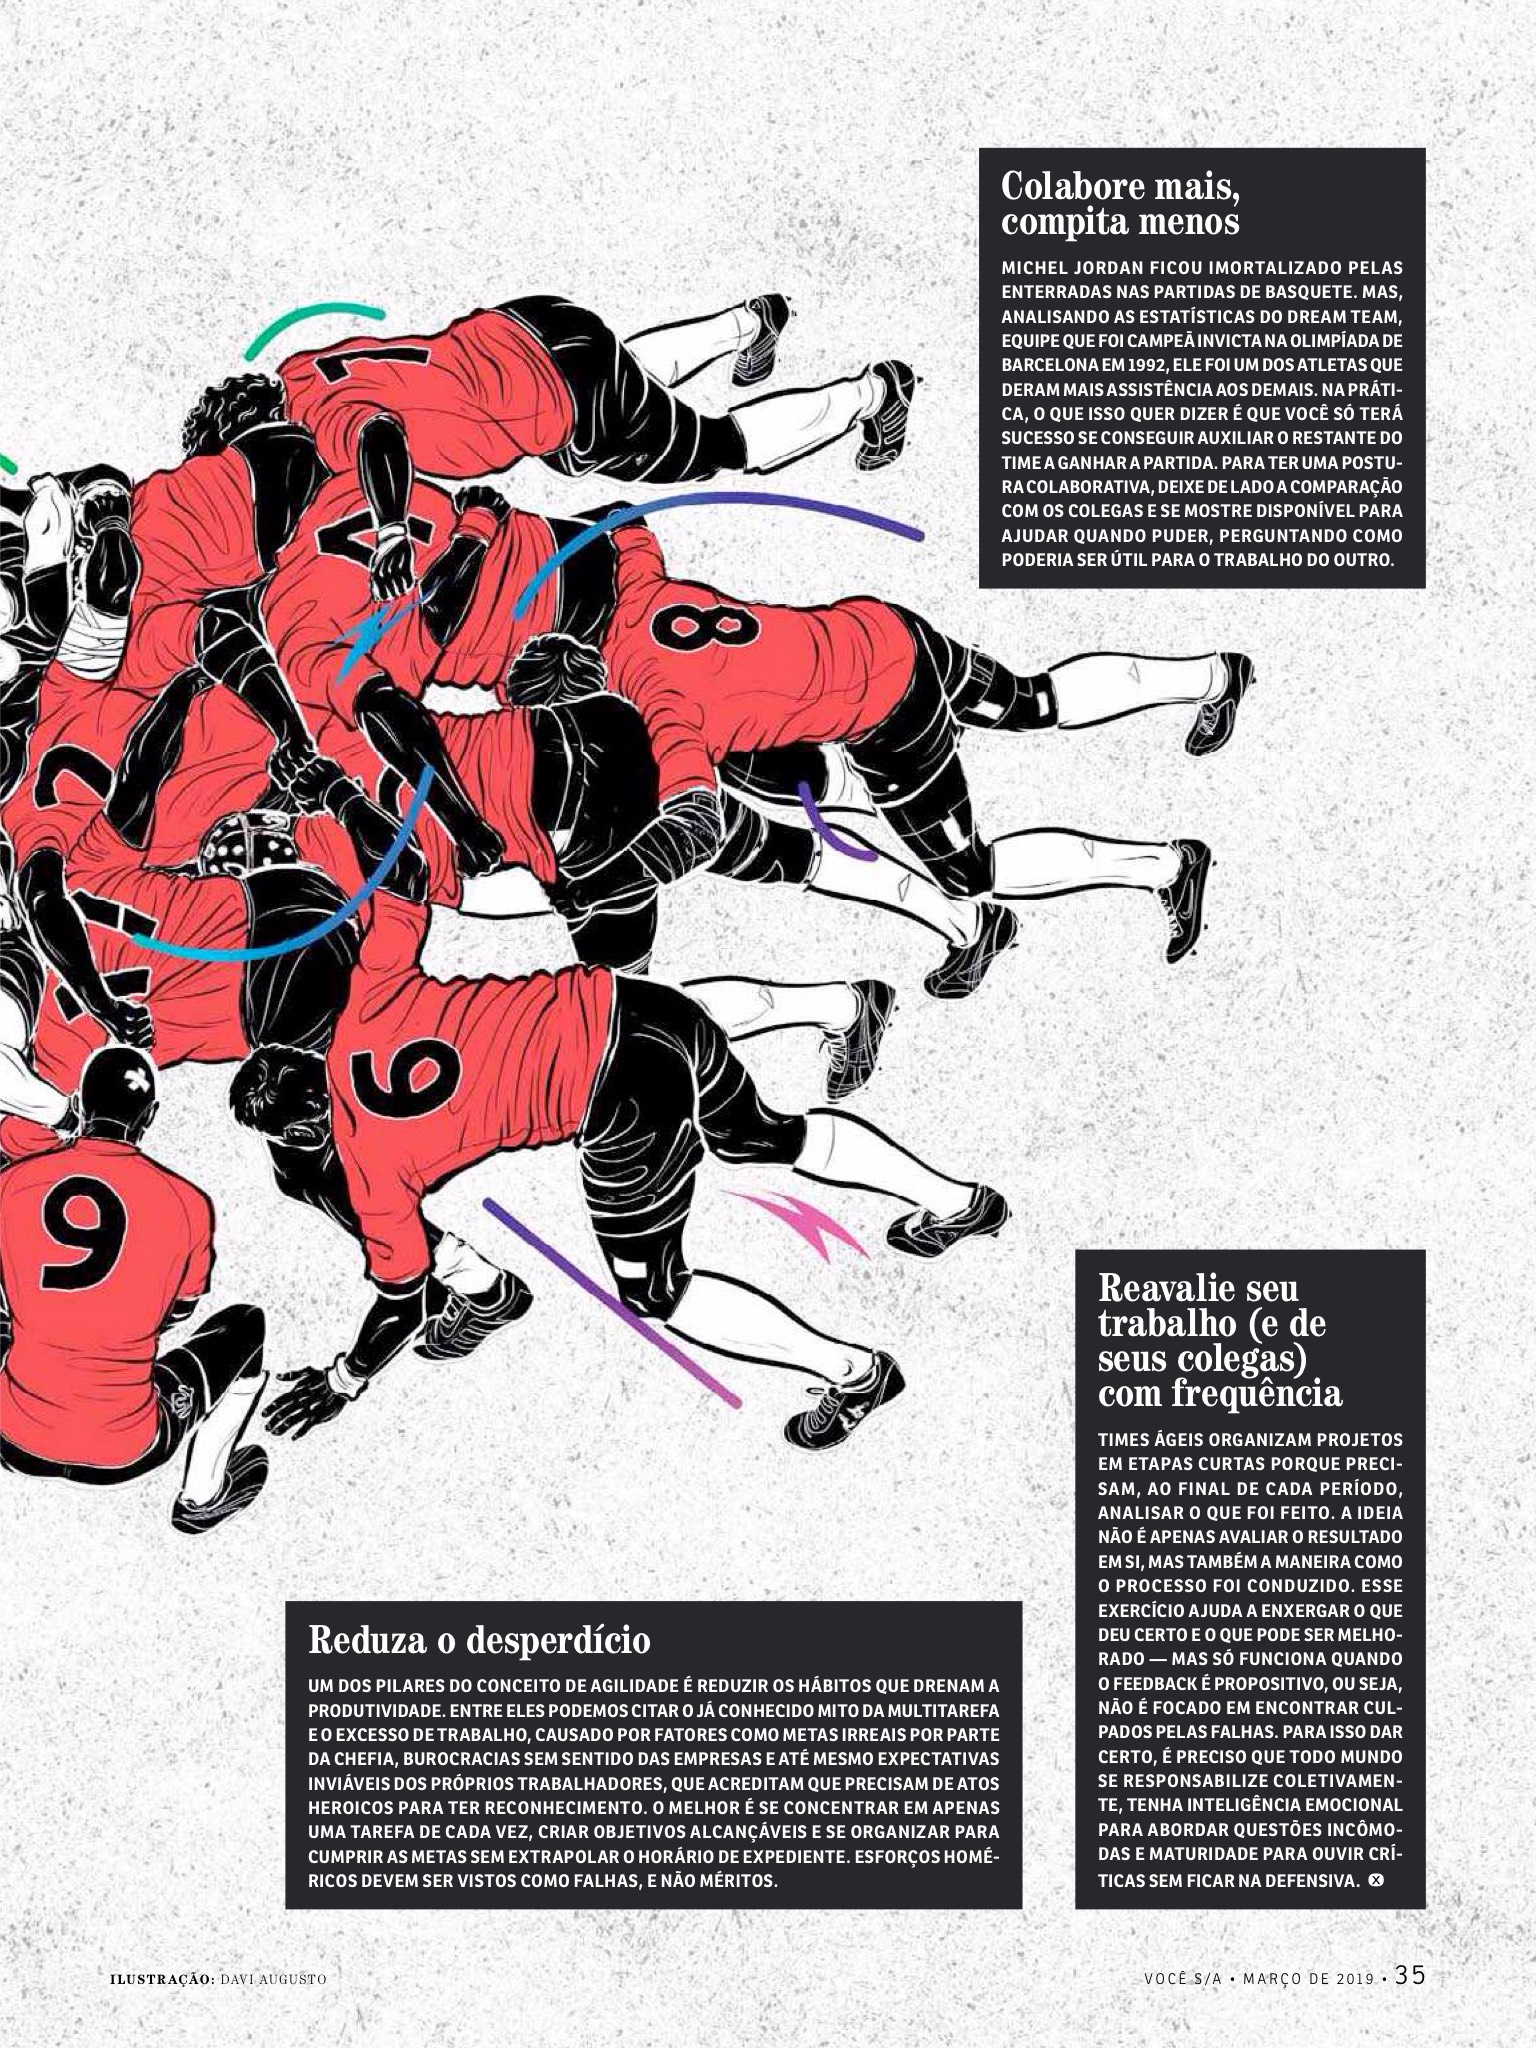 Colabore mais,
compita menos
MICHEL JORDAN FICOU IMORTALIZADO PELAS
ENTERRADAS NAS PARTIDAS DE BASQUETE. MAS,
ANALISANDO AS ESTATÍSTICAS DO DREAM TEAM,
EQUIPE QUE FOI CAMPEÃ INVICTA NA OLIMPÍADA DE
BARCELONA EM 1992, ELE FOI UM DOS ATLETAS QUE
DERAM MAIS ASSISTÊNCIA AOS DEMAIS. NA PRÁTI-
CA, O QUE ISSO QUER DIZER É QUE VOCÊ SÓ TERÁ
SUCESSO SE CONSEGUIR AUXILIAR O RESTANTE DO
TIME A GANHAR A PARTIDA. PARA TER UMA POSTU-
RA COLABORATIVA, DEIXE DE LADO A COMPARAÇÃO
COM OS COLEGAS E SE MOSTRE DISPONÍVEL PARA
AJUDAR QUANDO PUDER, PERGUNTANDO COMO
PODERIA SER ÚTIL PARA O TRABALHO DO OUTRO.
1
4
8
6
9
Reavalie seu
trabalho (e de
seus colegas)
com frequência
TIMES ÁGEIS ORGANIZAM PROJETOS
EM ETAPAS CURTAS PORQUE PRECI-
SAM, AO FINAL DE CADA PERÍODO,
ANALISAR O QUE FOI FEITO. A IDEIA
NÃO É APENAS AVALIAR O RESULTADO
EM SI, MAS TAMBÉM A MANEIRA COMO
O PROCESSO FOI CONDUZIDO. ESSE
EXERCÍCIO AJUDA A ENXERGAR O QUE
DEU CERTO E O QUE PODE SER MELHO-
RADO — MAS SÓ FUNCIONA QUANDO
O FEEDBACK É PROPOSITIVO, OU SEJA,
NÃO É FOCADO EM ENCONTRAR CUL-
PADOS PELAS FALHAS. PARA ISSO DAR
CERTO, É PRECISO QUE TODO MUNDO
SE RESPONSABILIZE COLETIVAMEN-
TE, TENHA INTELIGÊNCIA EMOCIONAL
PARA ABORDAR QUESTÕES INCÔMO-
DAS E MATURIDADE PARA OUVIR CRÍ-
TICAS SEM FICAR NA DEFENSIVA. X
Reduza o desperdício
UM DOS PILARES DO CONCEITO DE AGILIDADE É REDUZIR OS HÁBITOS QUE DRENAM A
PRODUTIVIDADE. ENTRE ELES PODEMOS CITAR O JÁ CONHECIDO MITO DA MULTITAREFA
E O EXCESSO DE TRABALHO, CAUSADO POR FATORES COMO METAS IRREAIS POR PARTE
DA CHEFIA, BUROCRACIAS SEM SENTIDO DAS EMPRESAS E ATÉ MESMO EXPECTATIVAS
INVIÁVEIS DOS PRÓPRIOS TRABALHADORES, QUE ACREDITAM QUE PRECISAM DE ATOS
HEROICOS PARA TER RECONHECIMENTO. O MELHOR É SE CONCENTRAR EM APENAS
UMA TAREFA DE CADA VEZ, CRIAR OBJETIVOS ALCANÇÁVEIS E SE ORGANIZAR PARA
CUMPRIR AS METAS SEM EXTRAPOLAR O HORÁRIO DE EXPEDIENTE. ESFORÇOS HOMÉ-
RICOS DEVEM SER VISTOS COMO FALHAS, E NÃO MÉRITOS.
ILUSTRAÇÃO: DAVI AUGUSTO
VOCÊ S/A • MARÇO DE 2019 • 35